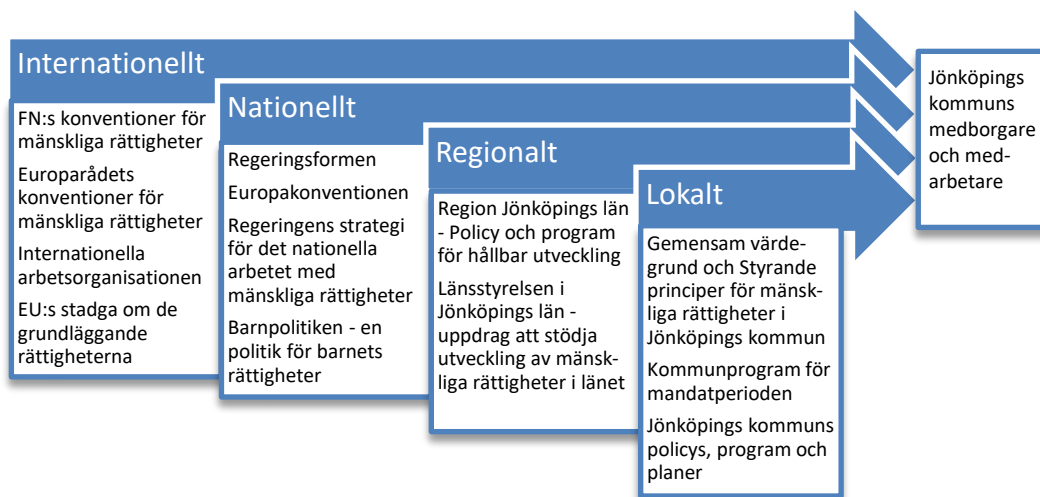 Internationellt
FN:s konventioner för
mänskliga rättigheter
Europarådets
konventioner för
mänskliga rättigheter
Internationella
arbetsorganisationen
EU:s stadga om de
grundläggande
rättigheterna
Nationellt
Regeringsformen
Europakonventionen
Regeringens strategi
för det nationella
arbetet med
mänskliga rättigheter
Barnpolitiken - en
politik för barnets
rättigheter
Regionalt
Region Jönköpings län
- Policy och program
för hållbar utveckling
Länsstyrelsen i
Jönköpings län -
uppdrag att stödja
utveckling av mänsk-
liga rättigheter i länet
Lokalt
Gemensam värde-
grund och Styrande
principer för mänsk-
liga rättigheter i
Jönköpings kommun
Kommunprogram för
mandatperioden
Jönköpings kommuns
policys, program och
planer
Jönköpings
kommuns
medborgare
och med-
arbetare